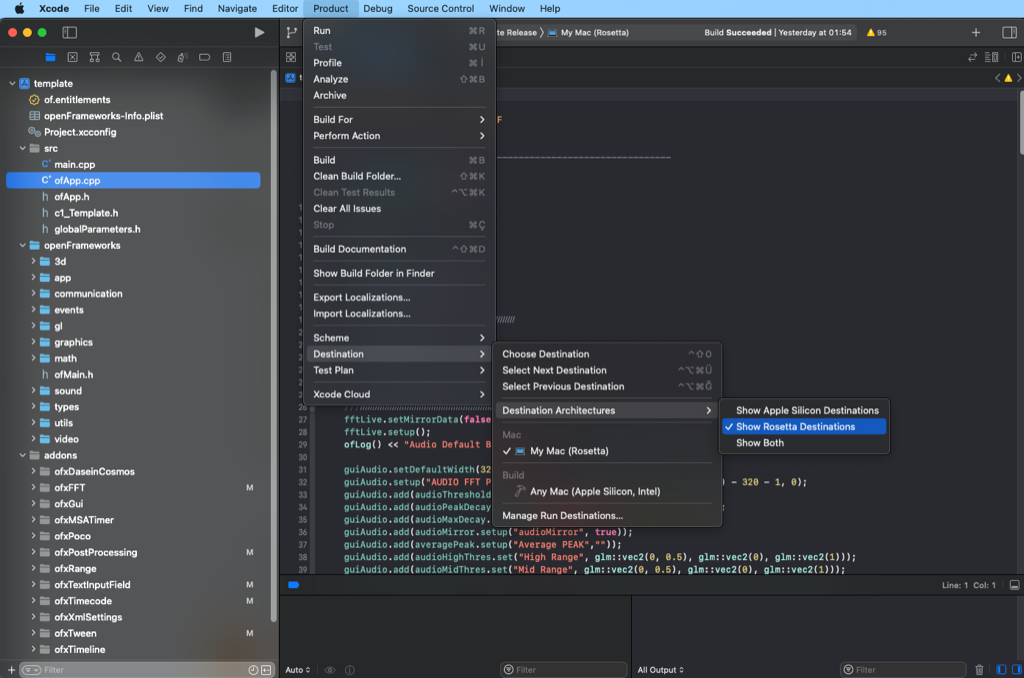 Xcode File Edit View Find Navigate Editor Product Debug Source Control Window Help
te Release › My Mac (Rosetta)
Build Succeeded | Yesterday at 01:54
95
template
of.entitlements
openFrameworks-Info.plist
Project.xcconfig
src
main.cpp
ofApp.cpp
ofApp.h
c1_Template.h
globalParameters.h
openFrameworks
3d
app
communication
events
gl
graphics
math
ofMain.h
sound
types
utils
video
addons
ofxDaseinCosmos
ofxFFT M
ofxGui
ofxMSATimer
ofxPoco
ofxPostProcessing M
ofxRange
ofxTextInputField M
ofxTimecode M
ofxXmlSettings
ofxTween M
ofxTimeline
Filter
Run ⌘R
Test ⌘U
Profile ⌘İ
Analyze ⇧⌘B
Archive
Build For
Perform Action
Build ⌘B
Clean Build Folder... ⇧⌘K
Clean Test Results ^⌥⌘K
Clear All Issues
Stop ⌘Ç
Build Documentation ^⇧⌘D
Show Build Folder in Finder
Export Localizations...
Import Localizations...
Scheme
Destination
Test Plan
Xcode Cloud
Choose Destination ^⇧O
Select Next Destination ^⌥⌘Ü
Select Previous Destination ^⌥⌘Ğ
Destination Architectures
Mac
✓ My Mac (Rosetta)
Build
Any Mac (Apple Silicon, Intel)
Manage Run Destinations...
Show Apple Silicon Destinations
✓ Show Rosetta Destinations
Show Both
F
26
27 fftLive.setMirrorData(false
28 fftLive.setup();
29 ofLog() << "Audio Default B
30
31 guiAudio.setDefaultWidth(32
32 guiAudio.setup("AUDIO FFT P ) - 320 - 1, 0);
33 guiAudio.add(audioThreshold
34 guiAudio.add(audioPeakDecay
35 guiAudio.add(audioMaxDecay.
36 guiAudio.add(audioMirror.setup("audioMirror", true));
37 guiAudio.add(averagePeak.setup("Average PEAK",""));
38 guiAudio.add(audioHighThres.set("High Range", glm::vec2(0, 0.5), glm::vec2(0), glm::vec2(1)));
39 guiAudio.add(audioMidThres.set("Mid Range", glm::vec2(0, 0.5), glm::vec2(0), glm::vec2(1)));
Line: 1 Col: 1
Auto
Filter
All Output
Filter